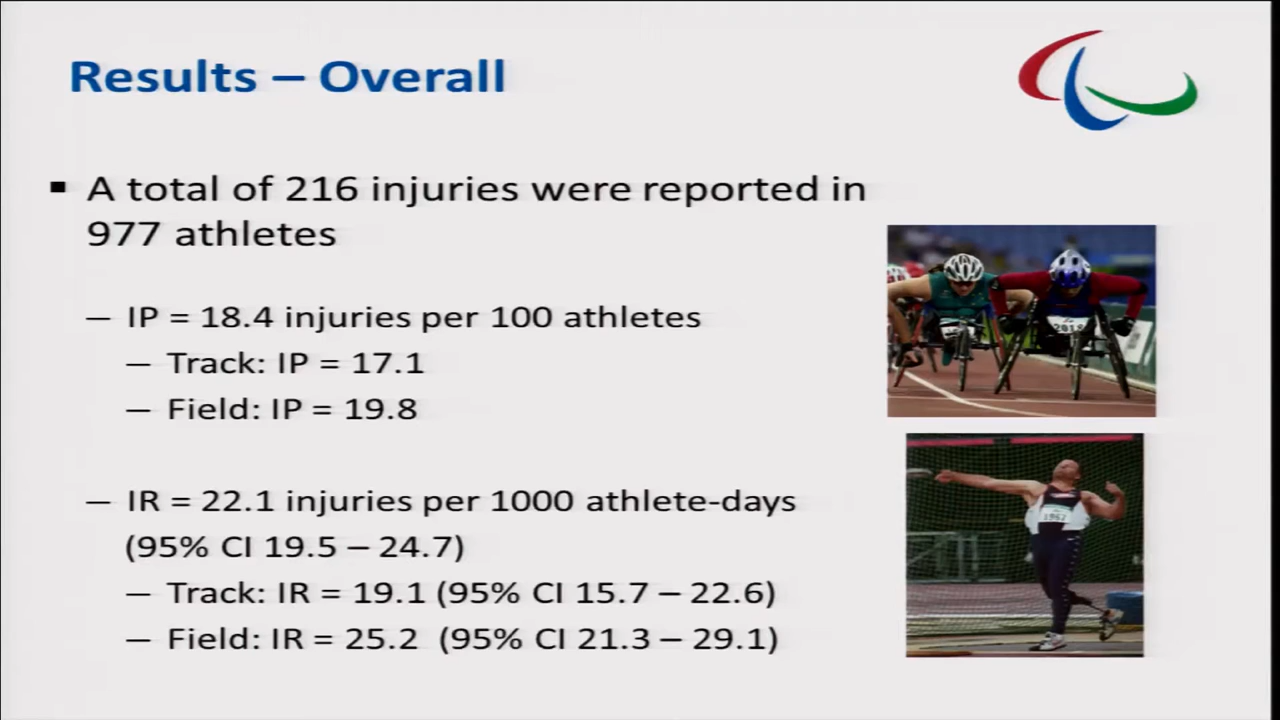 Results – Overall
▪ A total of 216 injuries were reported in
977 athletes
– IP = 18.4 injuries per 100 athletes
– Track: IP = 17.1
– Field: IP = 19.8
– IR = 22.1 injuries per 1000 athlete-days
(95% CI 19.5 – 24.7)
– Track: IR = 19.1 (95% CI 15.7 – 22.6)
– Field: IR = 25.2 (95% CI 21.3 – 29.1)